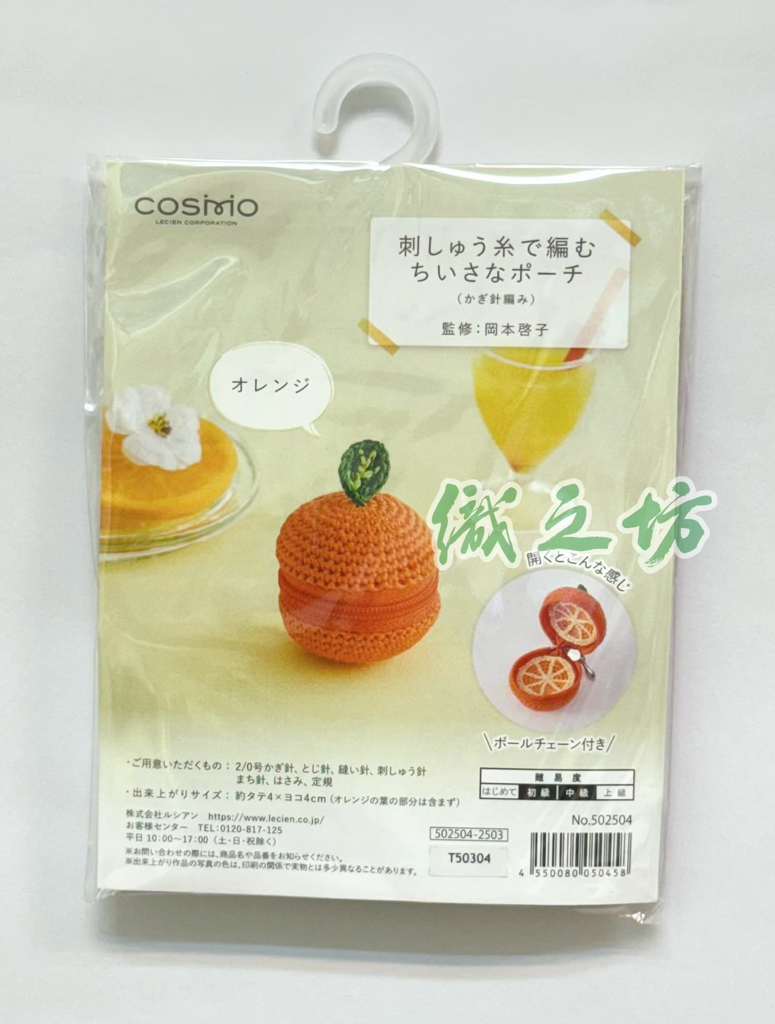 COSMO
LECIEN CORPORATION
刺しゅう糸で編む
ちいさなポーチ
(かぎ針編み)
監修:岡本啓子
オレンジ
織之坊
開くとこんな感じ
\ボールチェーン付き/
・ご用意いただくもの:2/0号かぎ針、とじ針、縫い針、刺しゅう針
まち針、はさみ、定規
・出来上がりサイズ:約タテ4×ヨコ4cm(オレンジの葉の部分は含まず)
難易度
はじめて 初級 中級 上級
株式会社ルシアン https://www.lecien.co.jp/
お客様センター TEL:0120-817-125
平日 10:00〜17:00(土・日・祝除く)
※お問い合わせの際には、商品名や品番をお知らせください。
※出来上がり作品の写真の色は、印刷の関係で実物とは多少異なることがあります。
No.502504
502504-2503
T50304
4 550080 050458